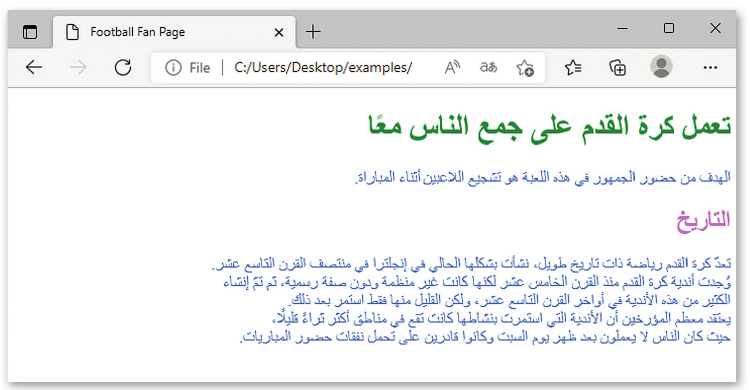 Football Fan Page
File
C:/Users/Desktop/examples/
تعمل كرة القدم على جمع الناس معًا
الهدف من حضور الجمهور في هذه اللعبة هو تشجيع اللاعبين أثناء المباراة.
التاريخ
تعدّ كرة القدم رياضة ذات تاريخ طويل، نشأت بشكلها الحالي في إنجلترا في منتصف القرن التاسع عشر.
وُجدت أندية كرة القدم منذ القرن الخامس عشر لكنها كانت غير منظمة ودون صفة رسمية، ثم تمّ إنشاء
الكثير من هذه الأندية في أواخر القرن التاسع عشر، ولكن القليل منها فقط استمر بعد ذلك.
يعتقد معظم المؤرخين أن الأندية التي استمرت بنشاطها كانت تقع في مناطق أكثر ثراءً قليلًا،
حيث كان الناس لا يعملون بعد ظهر يوم السبت وكانوا قادرين على تحمل نفقات حضور المباريات.